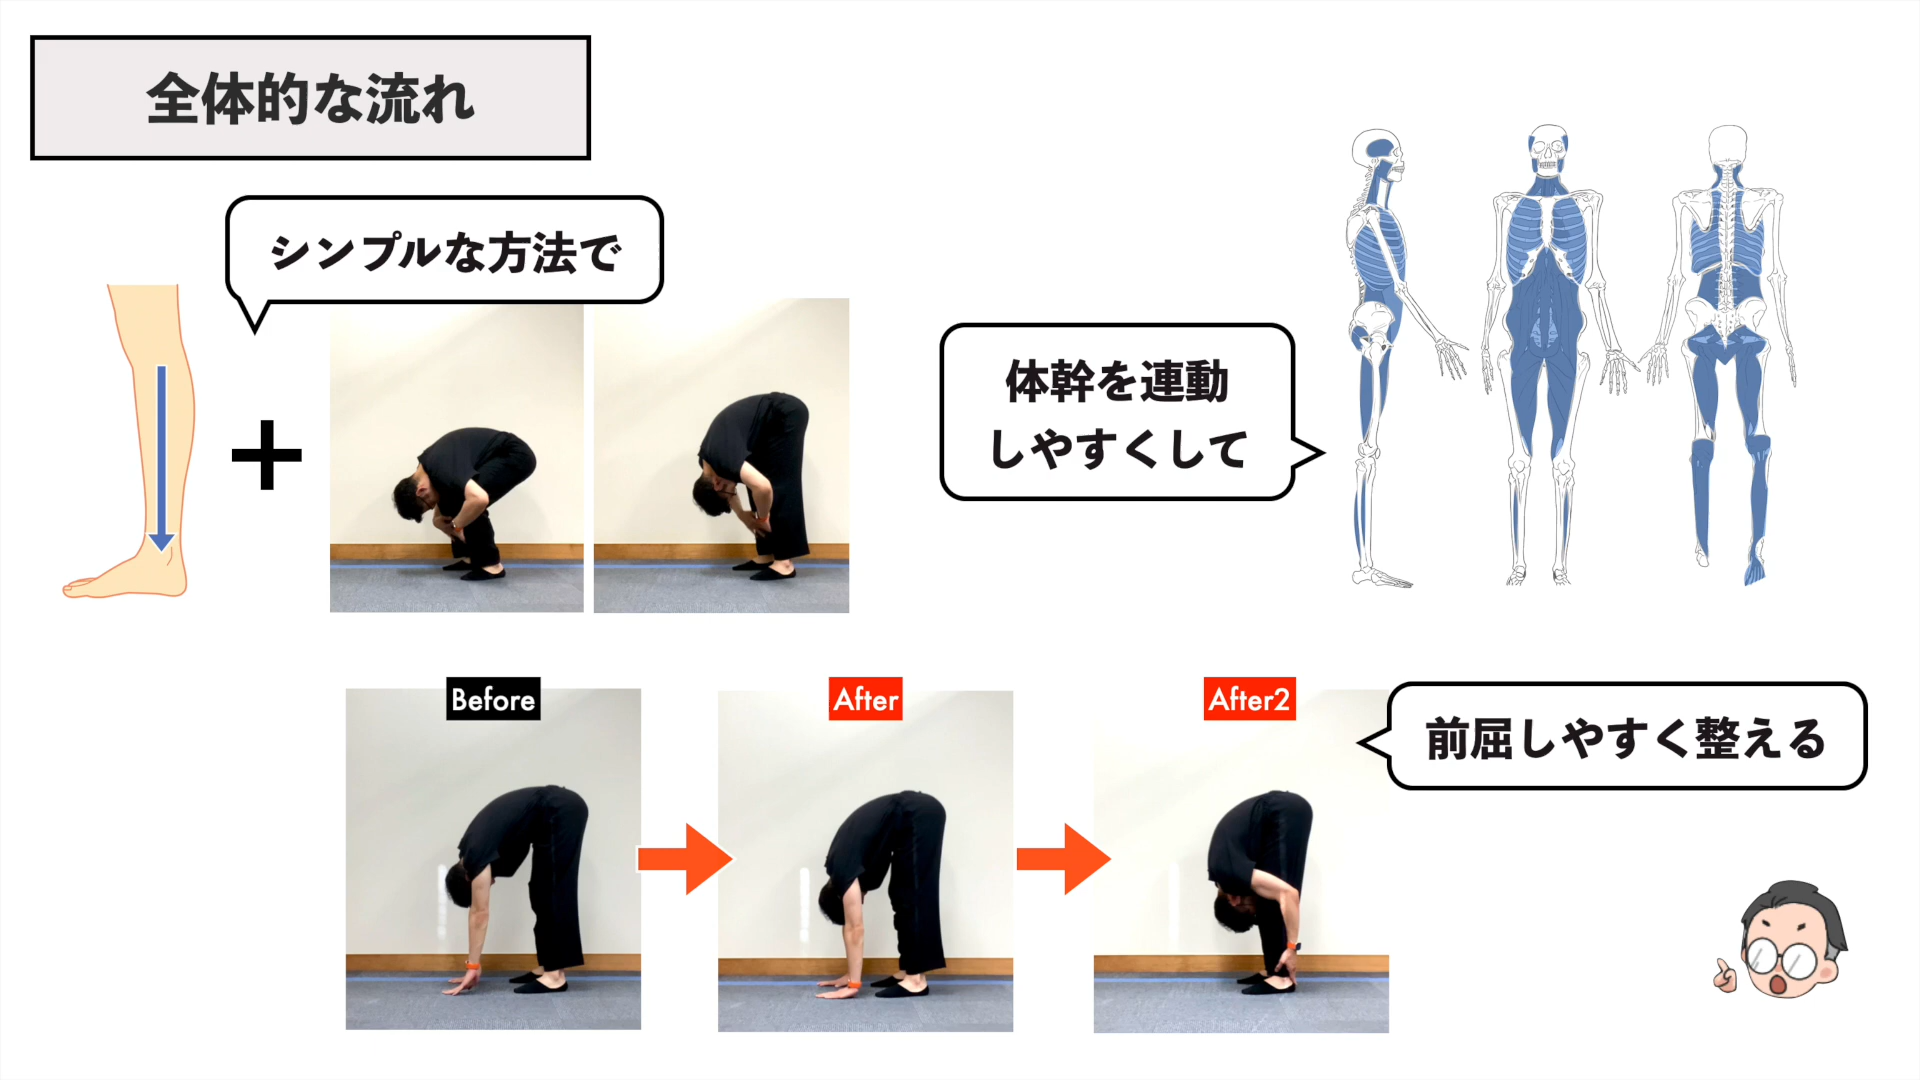 全体的な流れ
シンプルな方法で
体幹を連動
しやすくして
Before
After
After2
前屈しやすく整える